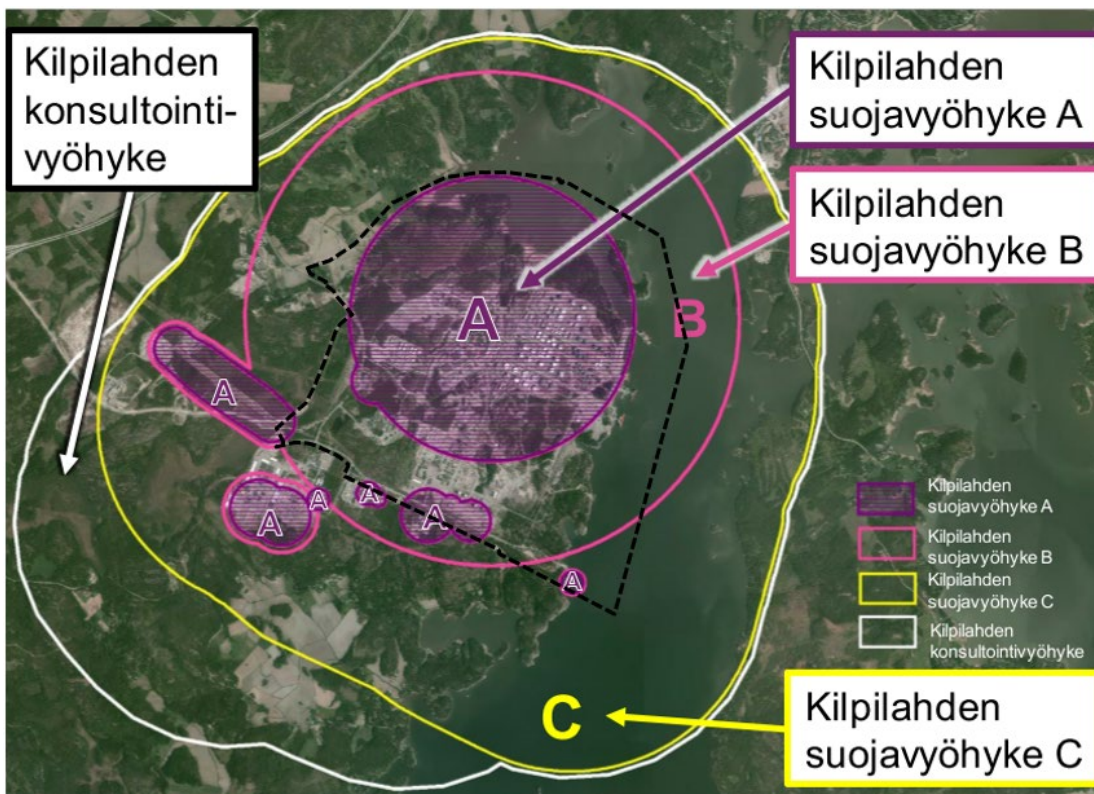 Kilpilahden
konsultointi-
vyöhyke
Kilpilahden
suojavyöhyke A
Kilpilahden
suojavyöhyke B
A
B
A
A
A
A
A
A
Kilpilahden
suojavyöhyke A
Kilpilahden
suojavyöhyke B
Kilpilahden
suojavyöhyke C
Kilpilahden
konsultointivyöhyke
C
Kilpilahden
suojavyöhyke C